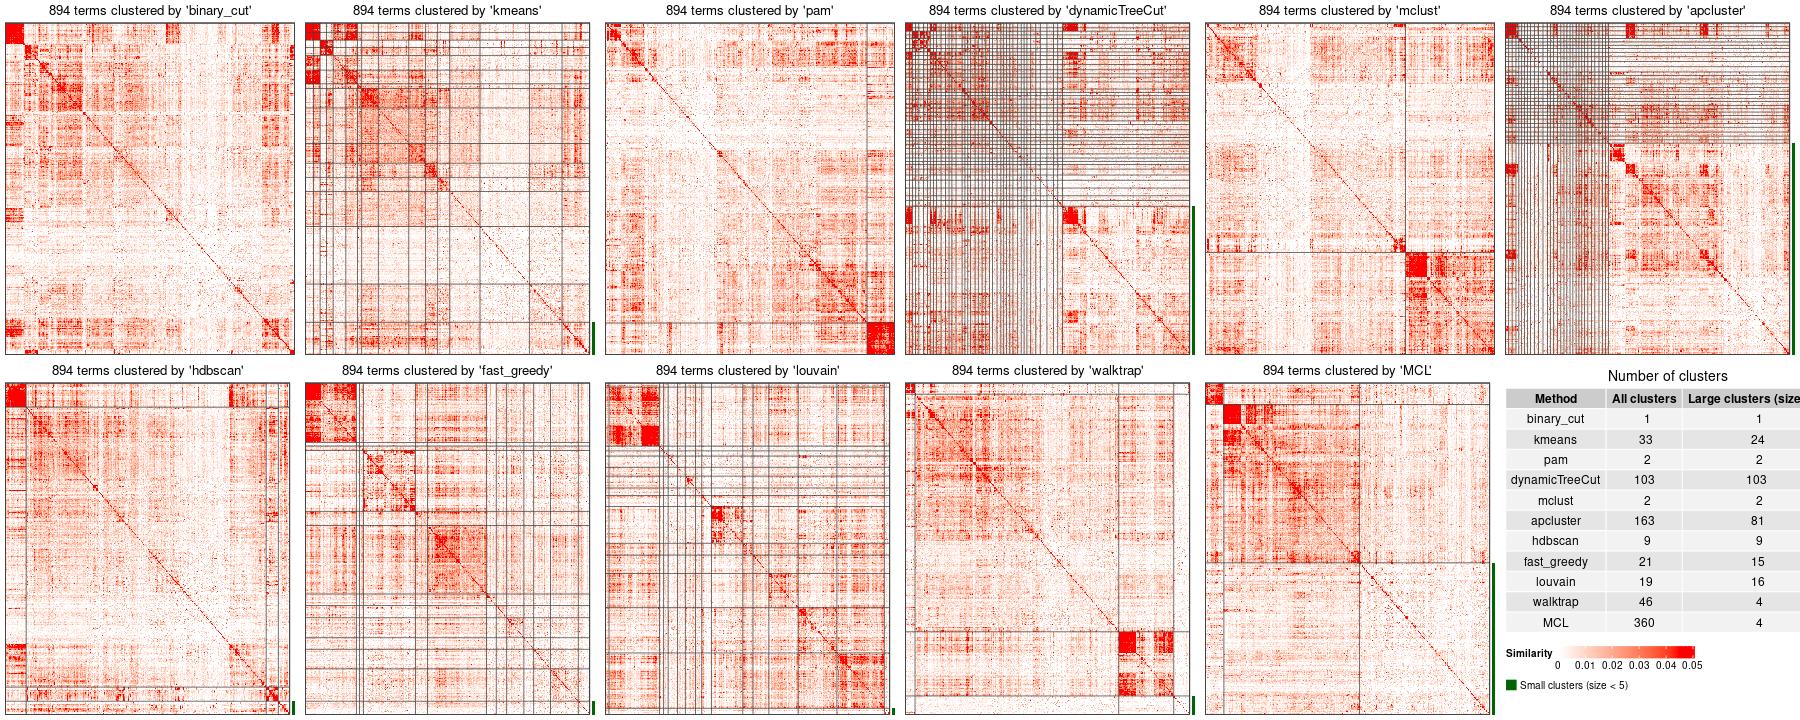 894 terms clustered by 'binary_cut'
894 terms clustered by 'kmeans'
894 terms clustered by 'pam'
894 terms clustered by 'dynamicTreeCut'
894 terms clustered by 'mclust'
894 terms clustered by 'apcluster'
894 terms clustered by 'hdbscan'
894 terms clustered by 'fast_greedy'
894 terms clustered by 'louvain'
894 terms clustered by 'walktrap'
894 terms clustered by 'MCL'
Number of clusters
Method All clusters Large clusters (size
binary_cut 1 1
kmeans 33 24
pam 2 2
dynamicTreeCut 103 103
mclust 2 2
apcluster 163 81
hdbscan 9 9
fast_greedy 21 15
louvain 19 16
walktrap 46 4
MCL 360 4
Similarity
0 0.01 0.02 0.03 0.04 0.05
Small clusters (size < 5)